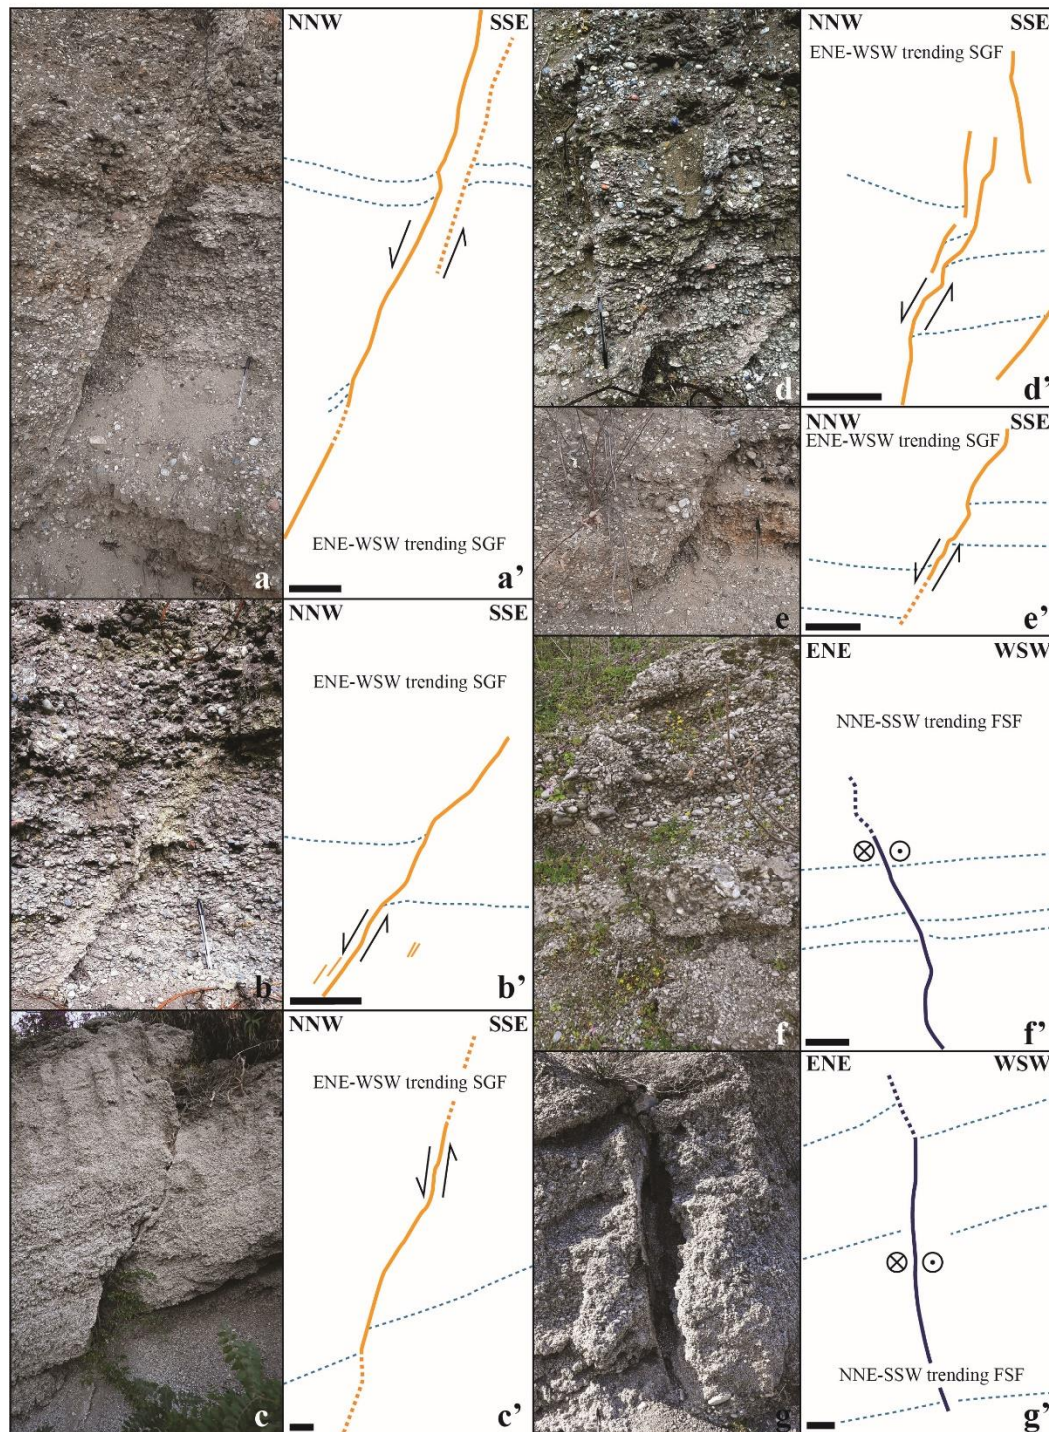 a
NNW SSE
ENE-WSW trending SGF
a’
b
ENE-WSW trending SGF
b’
c
NNW SSE
ENE-WSW trending SGF
c’
d
NNW SSE
ENE-WSW trending SGF
d’
e
NNW SSE
ENE-WSW trending SGF
e’
f
ENE WSW
NNE-SSW trending FSF
f’
g
ENE WSW
NNE-SSW trending FSF
g’